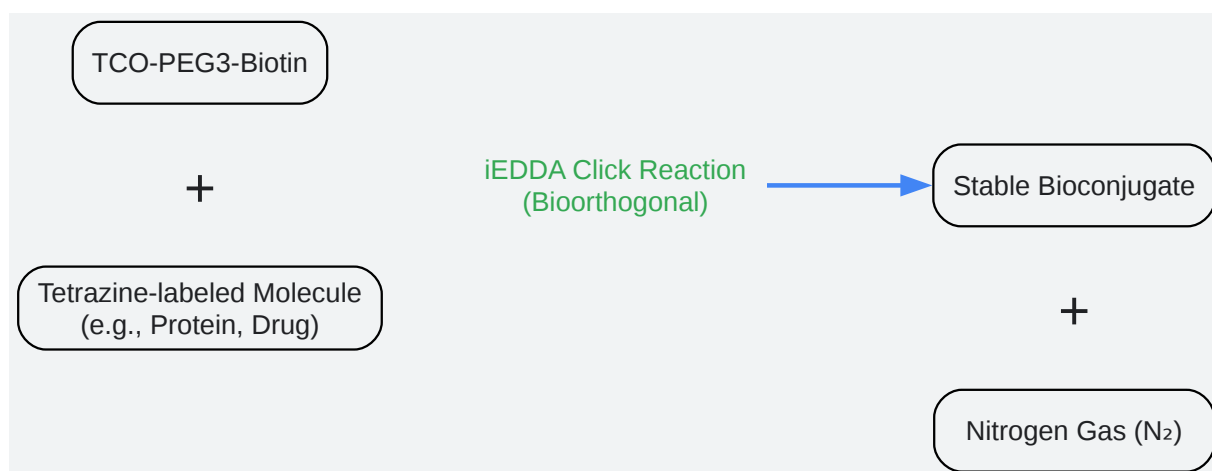 TCO-PEG3-Biotin
+
Tetrazine-labeled Molecule
(e.g., Protein, Drug)
iEDDA Click Reaction
(Bioorthogonal)
Stable Bioconjugate
+
Nitrogen Gas (N₂)